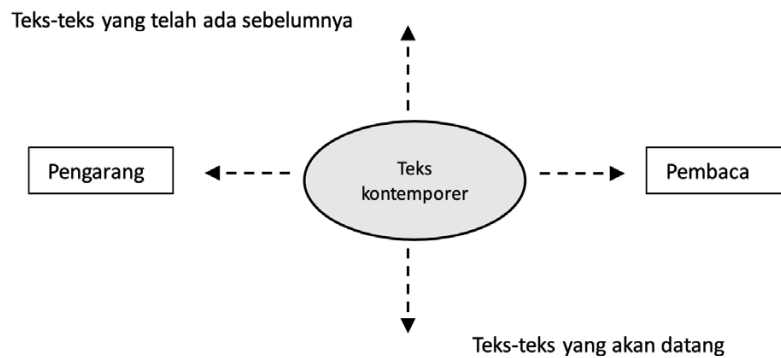 Teks-teks yang telah ada sebelumnya
Pengarang
Teks
kontemporer
Pembaca
Teks-teks yang akan datang